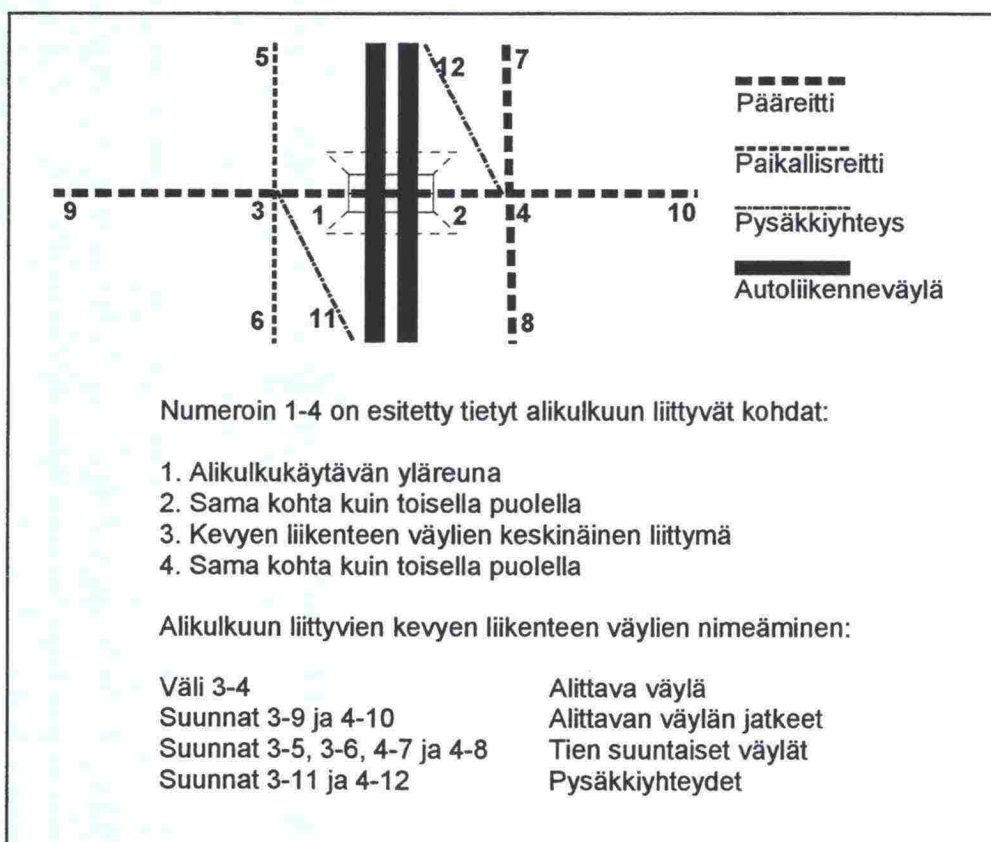 5
12
7
Pääreitti
Paikallisreitti
9
3
1
2
4
10
Pysäkkiyhteys
Autoliikenneväylä
6
11
8
Numeroin 1-4 on esitetty tietyt alikulkuun liittyvät kohdat:
1. Alikulkukäytävän yläreuna
2. Sama kohta kuin toisella puolella
3. Kevyen liikenteen väylien keskinäinen liittymä
4. Sama kohta kuin toisella puolella
Alikulkuun liittyvien kevyen liikenteen väylien nimeäminen:
Väli 3-4 Alittava väylä
Suunnat 3-9 ja 4-10 Alittavan väylän jatkeet
Suunnat 3-5, 3-6, 4-7 ja 4-8 Tien suuntaiset väylät
Suunnat 3-11 ja 4-12 Pysäkkiyhteydet